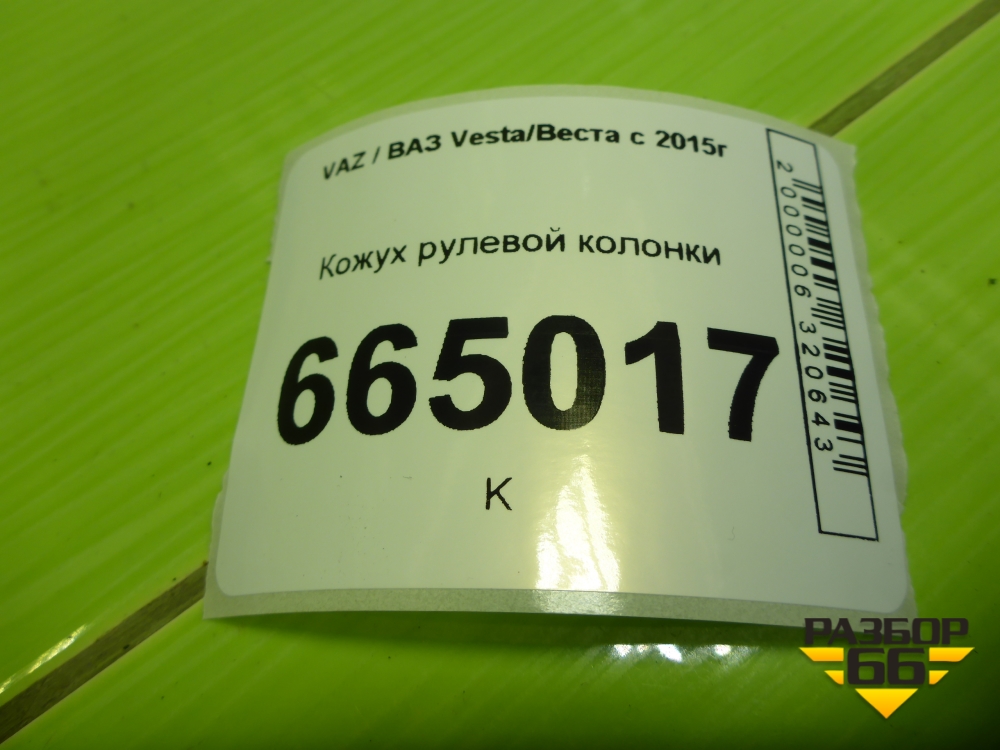 VAZ / ВАЗ Vesta/Веста с 2015г
Кожух рулевой колонки
665017
К
2000006320643
РАЗБОР
66